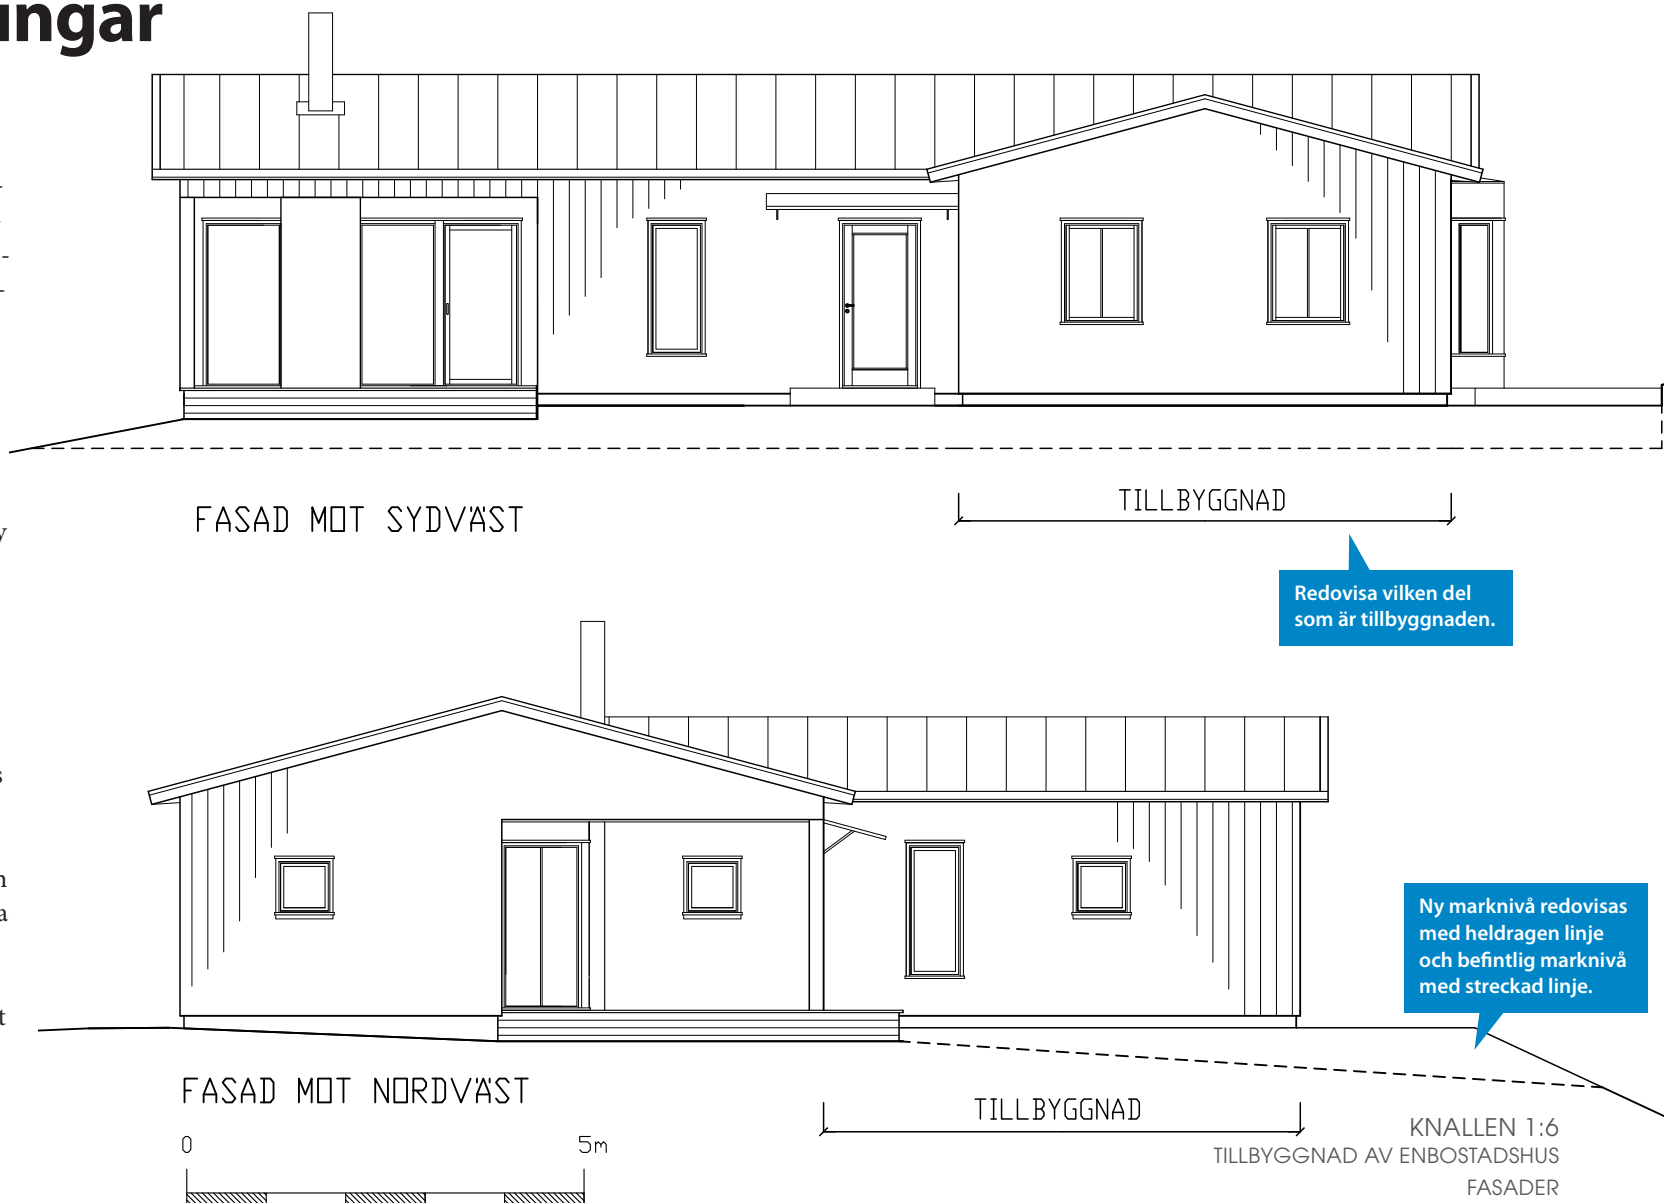 ungar
TILLBYGGNAD
FASAD MOT SYDVÄST
Redovisa vilken del
som är tillbyggnaden.
Ny marknivå redovisas
med heldragen linje
och befintlig marknivå
med streckad linje.
FASAD MOT NORDVÄST
TILLBYGGNAD
0 5m
KNALLEN 1:6
TILLBYGGNAD AV ENBOSTADSHUS
FASADER